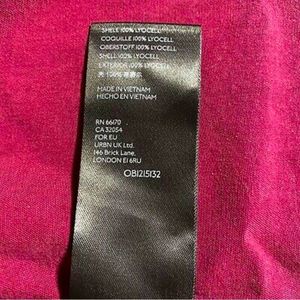 SHELL 100% LYOCELL
COQUILLE 100% LYOCELL
OBERSTOFF 100% LYOCELL
SHELL 100% LYOCELL
EXTERIOR 100% LYOCELL
MADE IN VIETNAM
HECHO EN VIETNAM
RN 66170
CA 32054
FOR EU
URBN UK Ltd.
146 Brick Lane,
LONDON E1 6RU
OB1215132